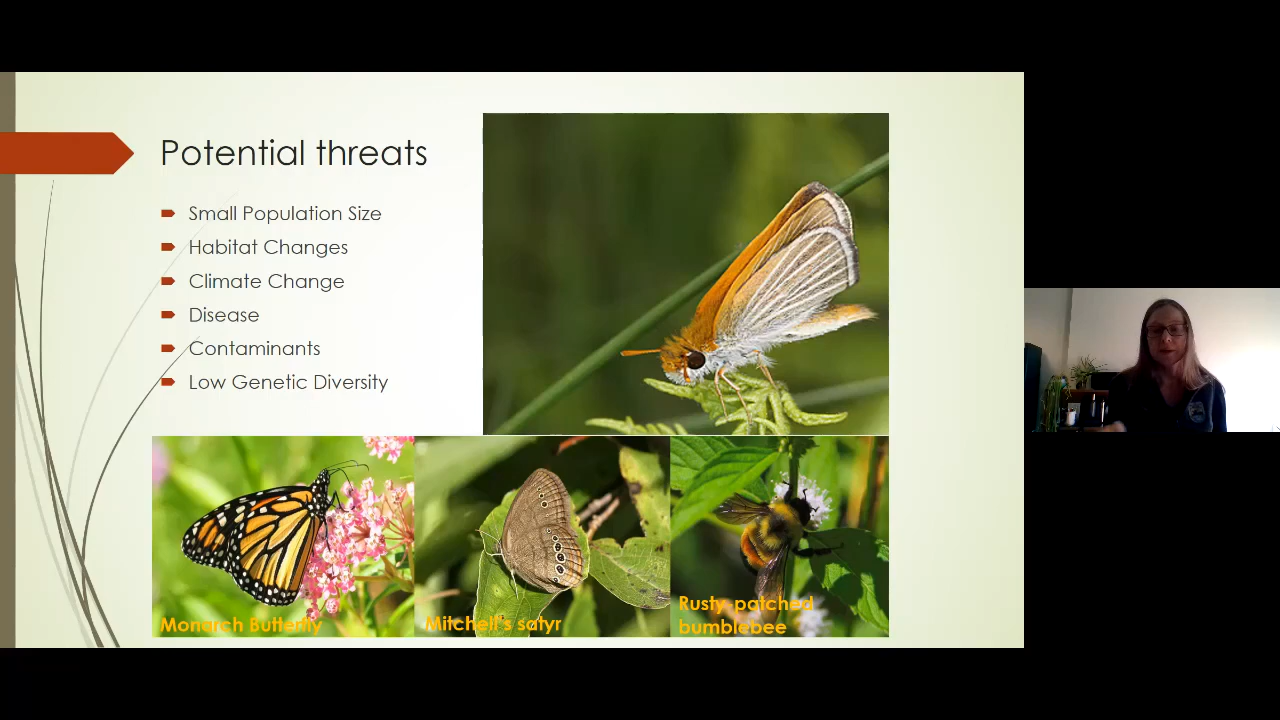 Potential threats
Small Population Size
Habitat Changes
Climate Change
Disease
Contaminants
Low Genetic Diversity
Monarch Butterfly
Mitchell's satyr
Rusty-patched
bumblebee